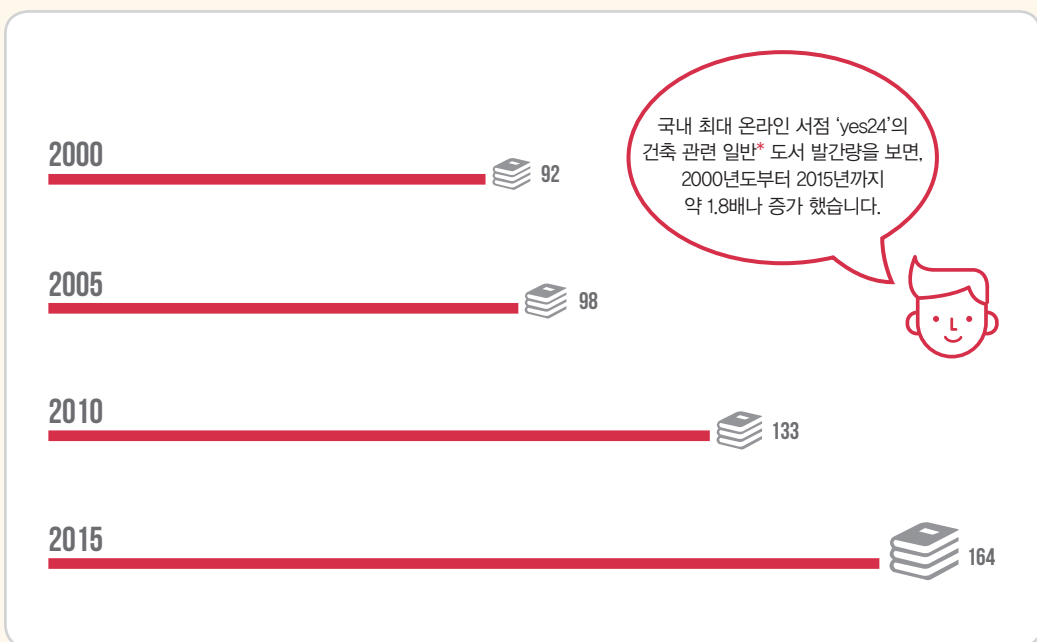 국내 최대 온라인 서점 ‘yes24’의
건축 관련 일반* 도서 발간량을 보면,
2000년도부터 2015년까지
약 1.8배나 증가 했습니다.
2000
92
2005
98
2010
133
2015
164